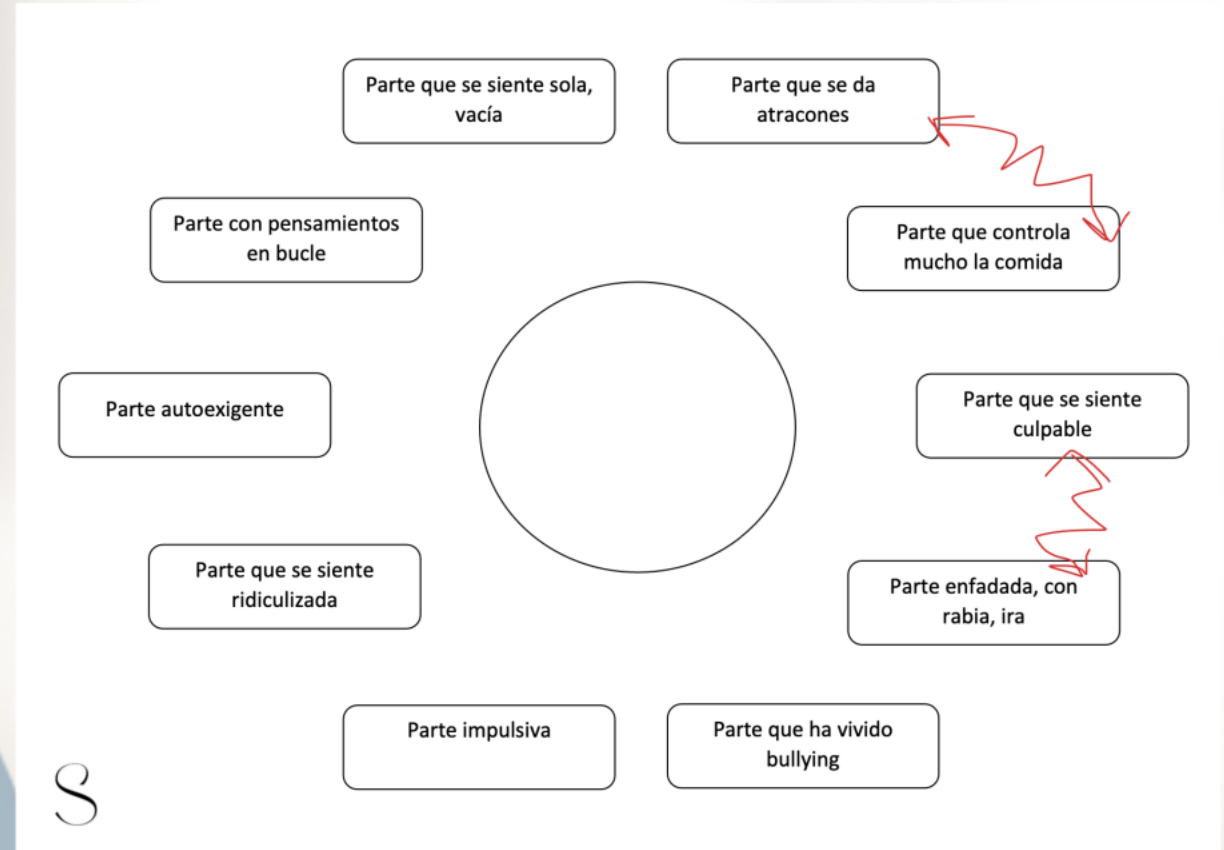 Parte que se siente sola,
vacía
Parte que se da
atracones
Parte con pensamientos
en bucle
Parte que controla
mucho la comida
Parte autoexigente
Parte que se siente
culpable
Parte que se siente
ridiculizada
Parte enfadada, con
rabia, ira
Parte impulsiva
Parte que ha vivido
bullying
S